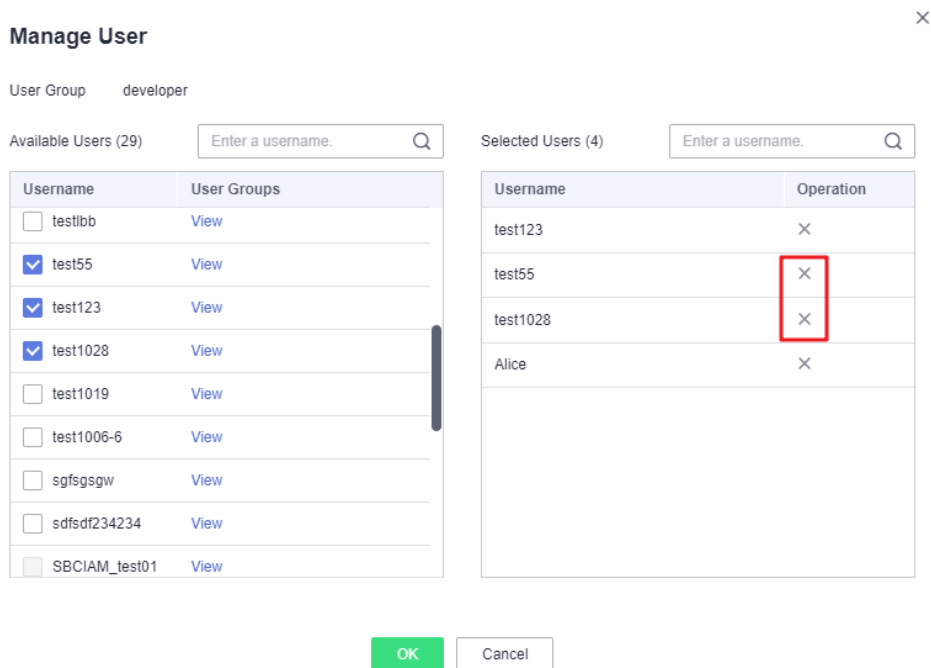 Manage User
User Group developer
Available Users (29) Enter a username.
Selected Users (4) Enter a username.
Username User Groups
testlbb View
test55 View
test123 View
test1028 View
test1019 View
test1006-6 View
sgfsgsgw View
sdfsdf234234 View
SBCIAM_test01 View
Username Operation
test123
test55
test1028
Alice
OK Cancel